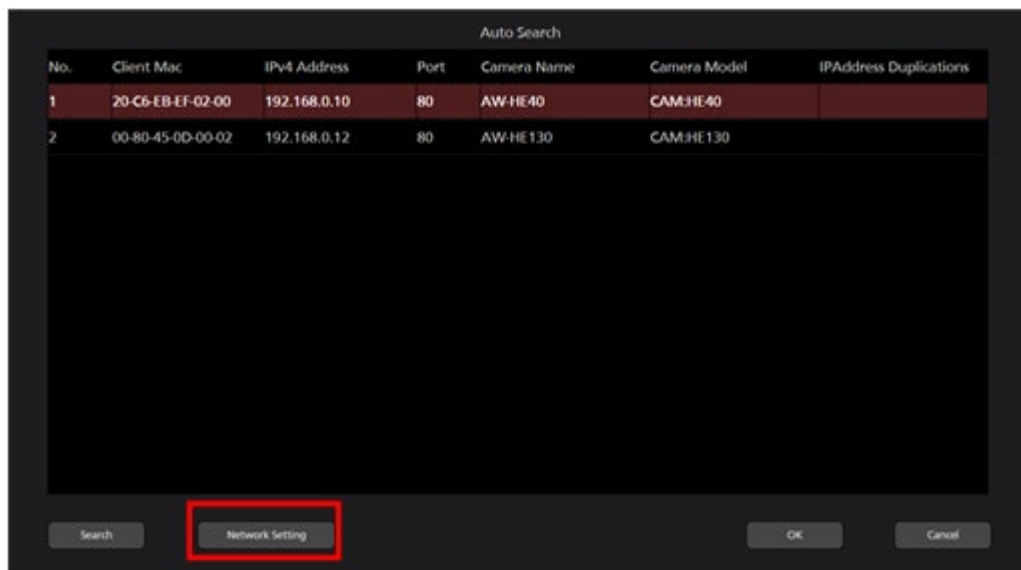 Auto Search
No. Client Mac IPv4 Address Port Camera Name Camera Model IPAddress Duplications
1 20-C6-EB-EF-02-00 192.168.0.10 80 AW-HE40 CAM:HE40
2 00-80-45-0D-00-02 192.168.0.12 80 AW-HE130 CAM:HE130
Search Network Setting OK Cancel